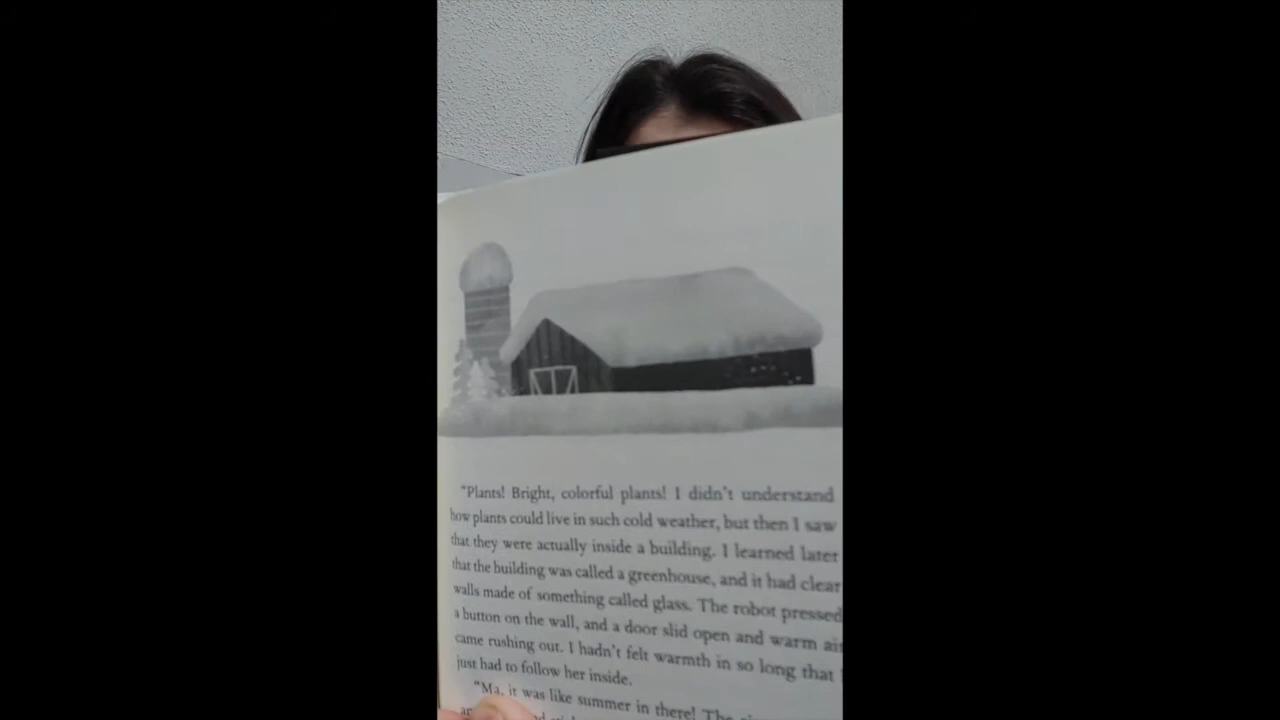 "Plants! Bright, colorful plants! I didn't understand
how plants could live in such cold weather, but then I saw
that they were actually inside a building. I learned later
that the building was called a greenhouse, and it had clear
walls made of something called glass. The robot pressed
a button on the wall, and a door slid open and warm air
came rushing out. I hadn't felt warmth in so long that I
just had to follow her inside.
"Ma, it was like summer in there! The